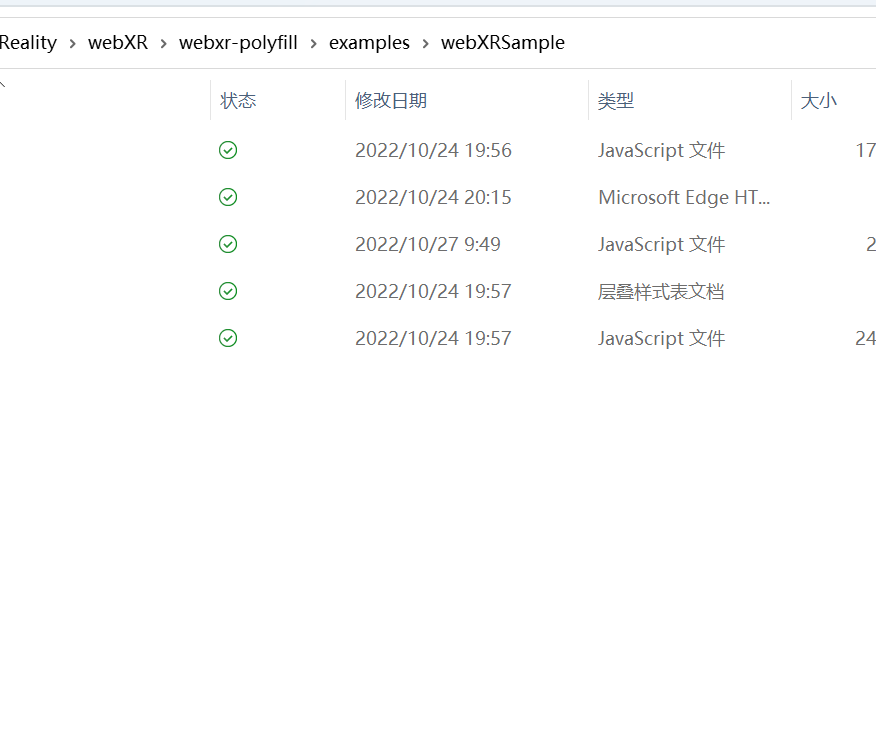 Reality > webXR > webxr-polyfill > examples > webXRSample
状态 修改日期 类型 大小
2022/10/24 19:56 JavaScript 文件 17
2022/10/24 20:15 Microsoft Edge HT...
2022/10/27 9:49 JavaScript 文件 2
2022/10/24 19:57 层叠样式表文档
2022/10/24 19:57 JavaScript 文件 24